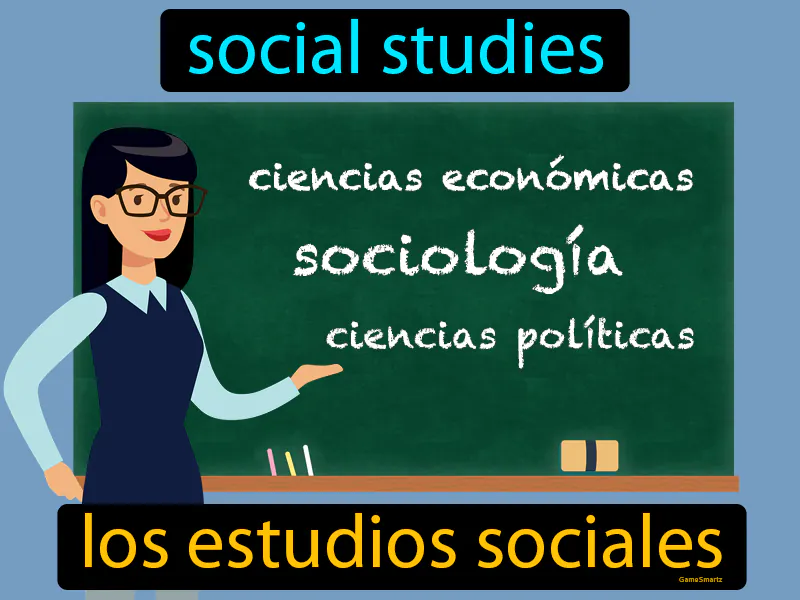 social studies
ciencias económicas
sociología
ciencias políticas
los estudios sociales
GameSmartz